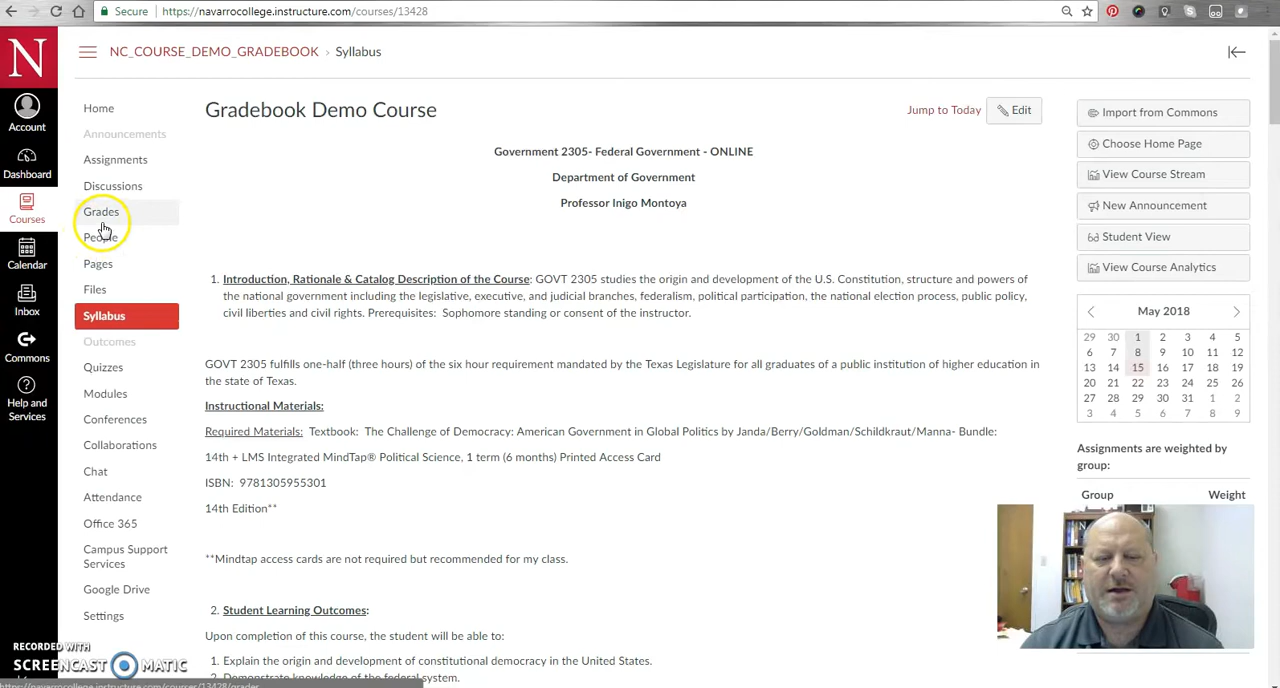 Secure
https://navarrocollege.instructure.com/courses/13428
N
NC_COURSE_DEMO_GRADEBOOK › Syllabus
Account
Dashboard
Courses
Calendar
Inbox
Commons
Help and
Services
Home
Announcements
Assignments
Discussions
Grades
People
Pages
Files
Syllabus
Outcomes
Quizzes
Modules
Conferences
Collaborations
Chat
Attendance
Office 365
Campus Support
Services
Google Drive
Settings
Gradebook Demo Course
Jump to Today
Edit
Government 2305- Federal Government - ONLINE
Department of Government
Professor Inigo Montoya
1. Introduction, Rationale & Catalog Description of the Course: GOVT 2305 studies the origin and development of the U.S. Constitution, structure and powers of
the national government including the legislative, executive, and judicial branches, federalism, political participation, the national election process, public policy,
civil liberties and civil rights. Prerequisites: Sophomore standing or consent of the instructor.
GOVT 2305 fulfills one-half (three hours) of the six hour requirement mandated by the Texas Legislature for all graduates of a public institution of higher education in
the state of Texas.
Instructional Materials:
Required Materials: Textbook: The Challenge of Democracy: American Government in Global Politics by Janda/Berry/Goldman/Schildkraut/Manna- Bundle:
14th + LMS Integrated MindTap® Political Science, 1 term (6 months) Printed Access Card
ISBN: 9781305955301
14th Edition**
**Mindtap access cards are not required but recommended for my class.
2. Student Learning Outcomes:
Upon completion of this course, the student will be able to:
1. Explain the origin and development of constitutional democracy in the United States.
2. Demonstrate knowledge of the federal system.
Import from Commons
Choose Home Page
View Course Stream
New Announcement
Student View
View Course Analytics
May 2018
29 30 1 2 3 4 5
6 7 8 9 10 11 12
13 14 15 16 17 18 19
20 21 22 23 24 25 26
27 28 29 30 31 1 2
3 4 5 6 7 8 9
Assignments are weighted by
group:
Group Weight
RECORDED WITH
SCREENCAST MATIC
https://navarrocollege.instructure.com/courses/13428/grades